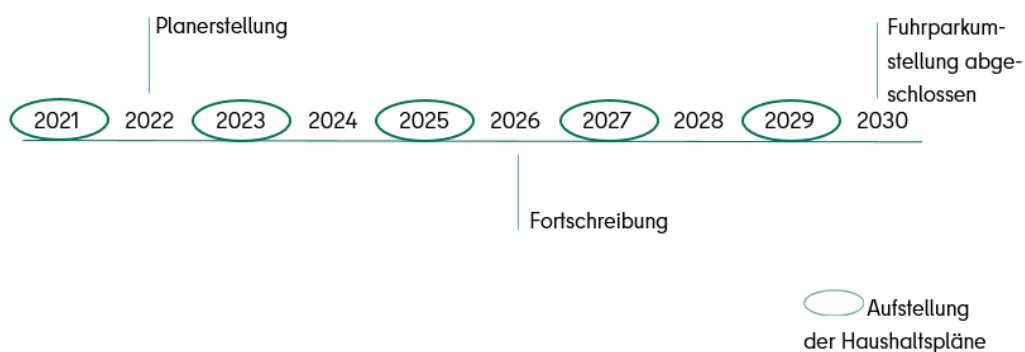 Planerstellung
Fuhrparkum-
stellung abge-
schlossen
2021 2022 2023 2024 2025 2026 2027 2028 2029 2030
Fortschreibung
Aufstellung
der Haushaltspläne